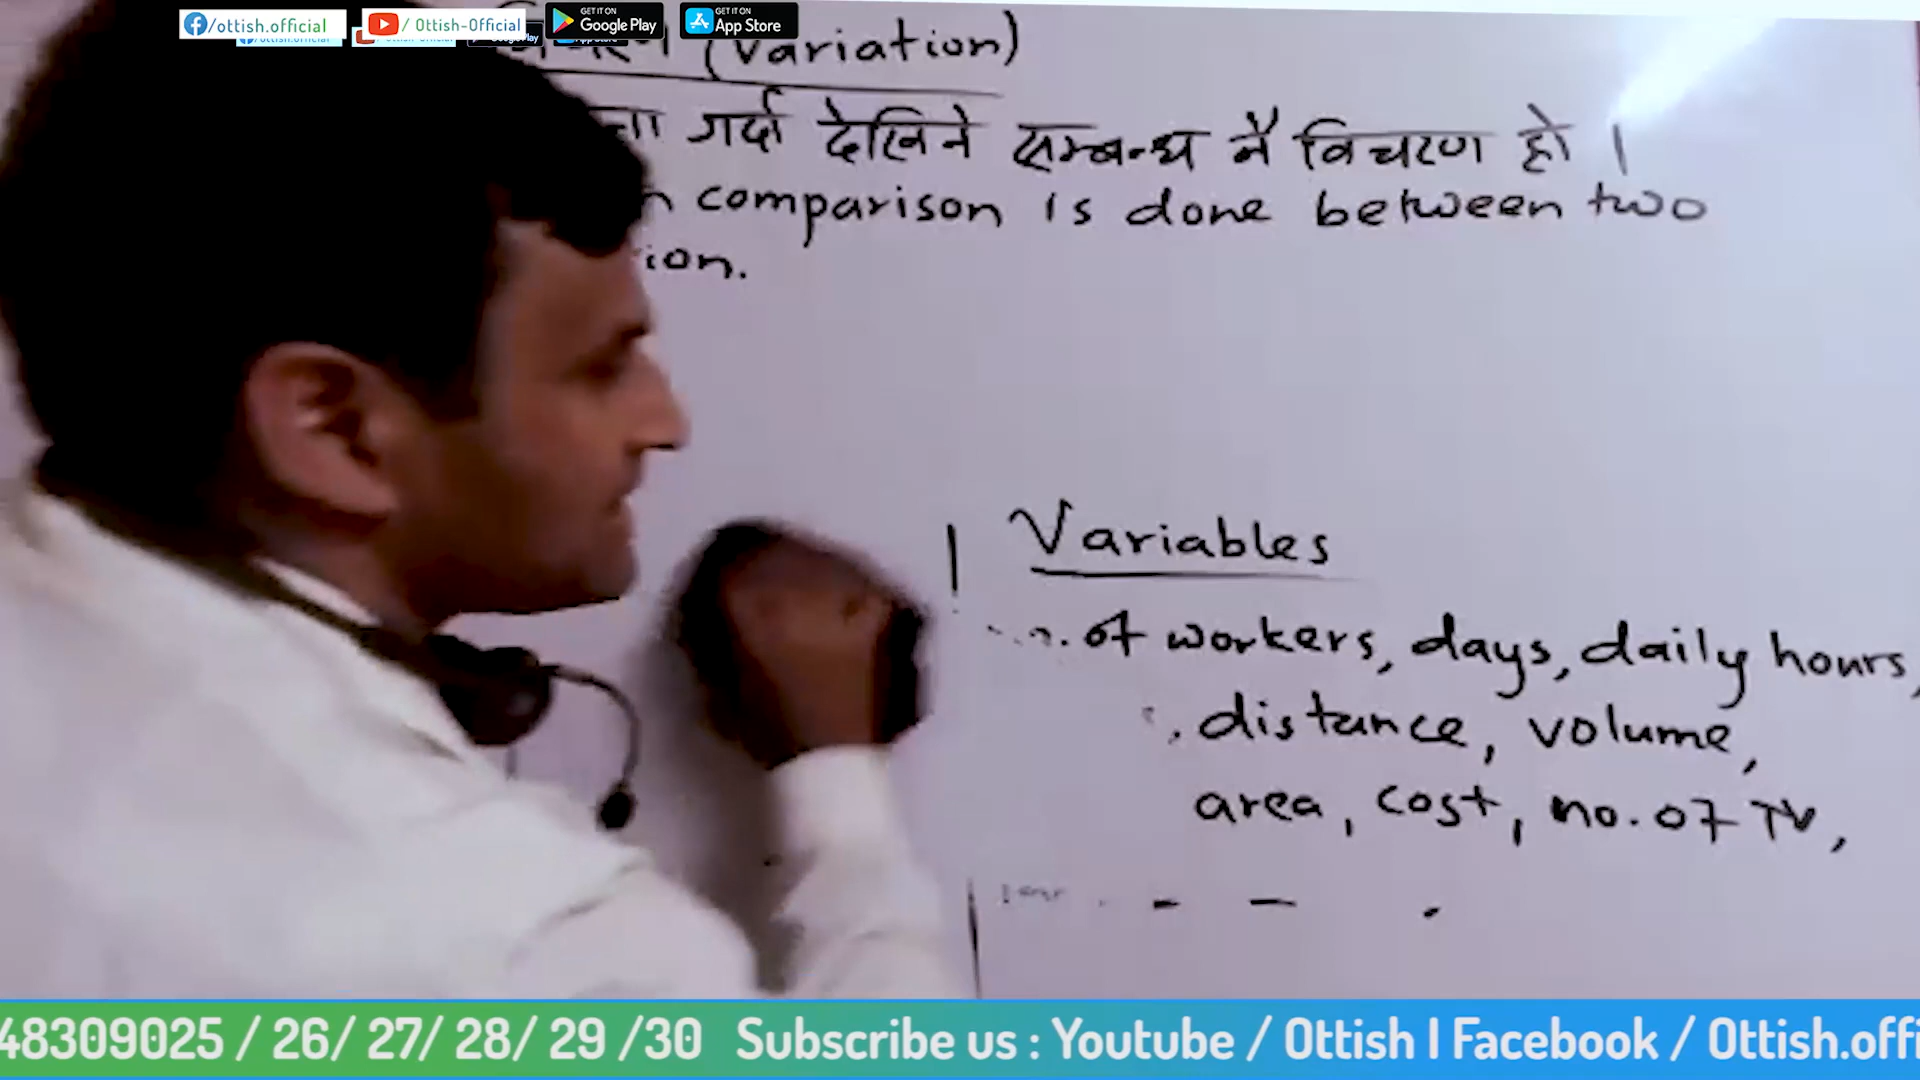 /ottish.official / Ottish-Official GET IT ON Google Play GET IT ON App Store
(Variation)
गर्दा देखिने सम्बन्ध नै विचरण हो ।
comparison is done between two
ion.
Variables
of workers, days, daily hours,
distance, volume,
area, cost, no. of TV,
48309025 / 26/ 27/ 28/ 29 /30 Subscribe us : Youtube / Ottish I Facebook / Ottish.offi